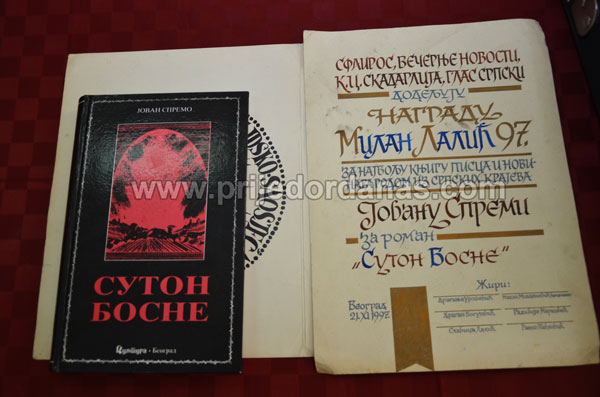 ЈОВАН СПРЕМО
СУТОН
БОСНЕ
Култура - Београд
СФАИРОС, ВЕЧЕРЊЕ НОВОСТИ,
К.Ц. СКАДАРЛИЈА, ГЛАС СРПСКИ
ДОДЕЉУЈУ
НАГРАДУ
МИЛАН ЛАЛИЋ 97.
ЗА НАЈБОЉУ КЊИГУ ПИСЦА И НОВИ-
НАРА РОДОМ ИЗ СРПСКИХ КРАЈЕВА
ЈОВАНУ СПРЕМИ
ЗА РОМАН
„СУТОН БОСНЕ"
Жири:
БЕОГРАД
21.XI 1997
www.prijedordanas.com